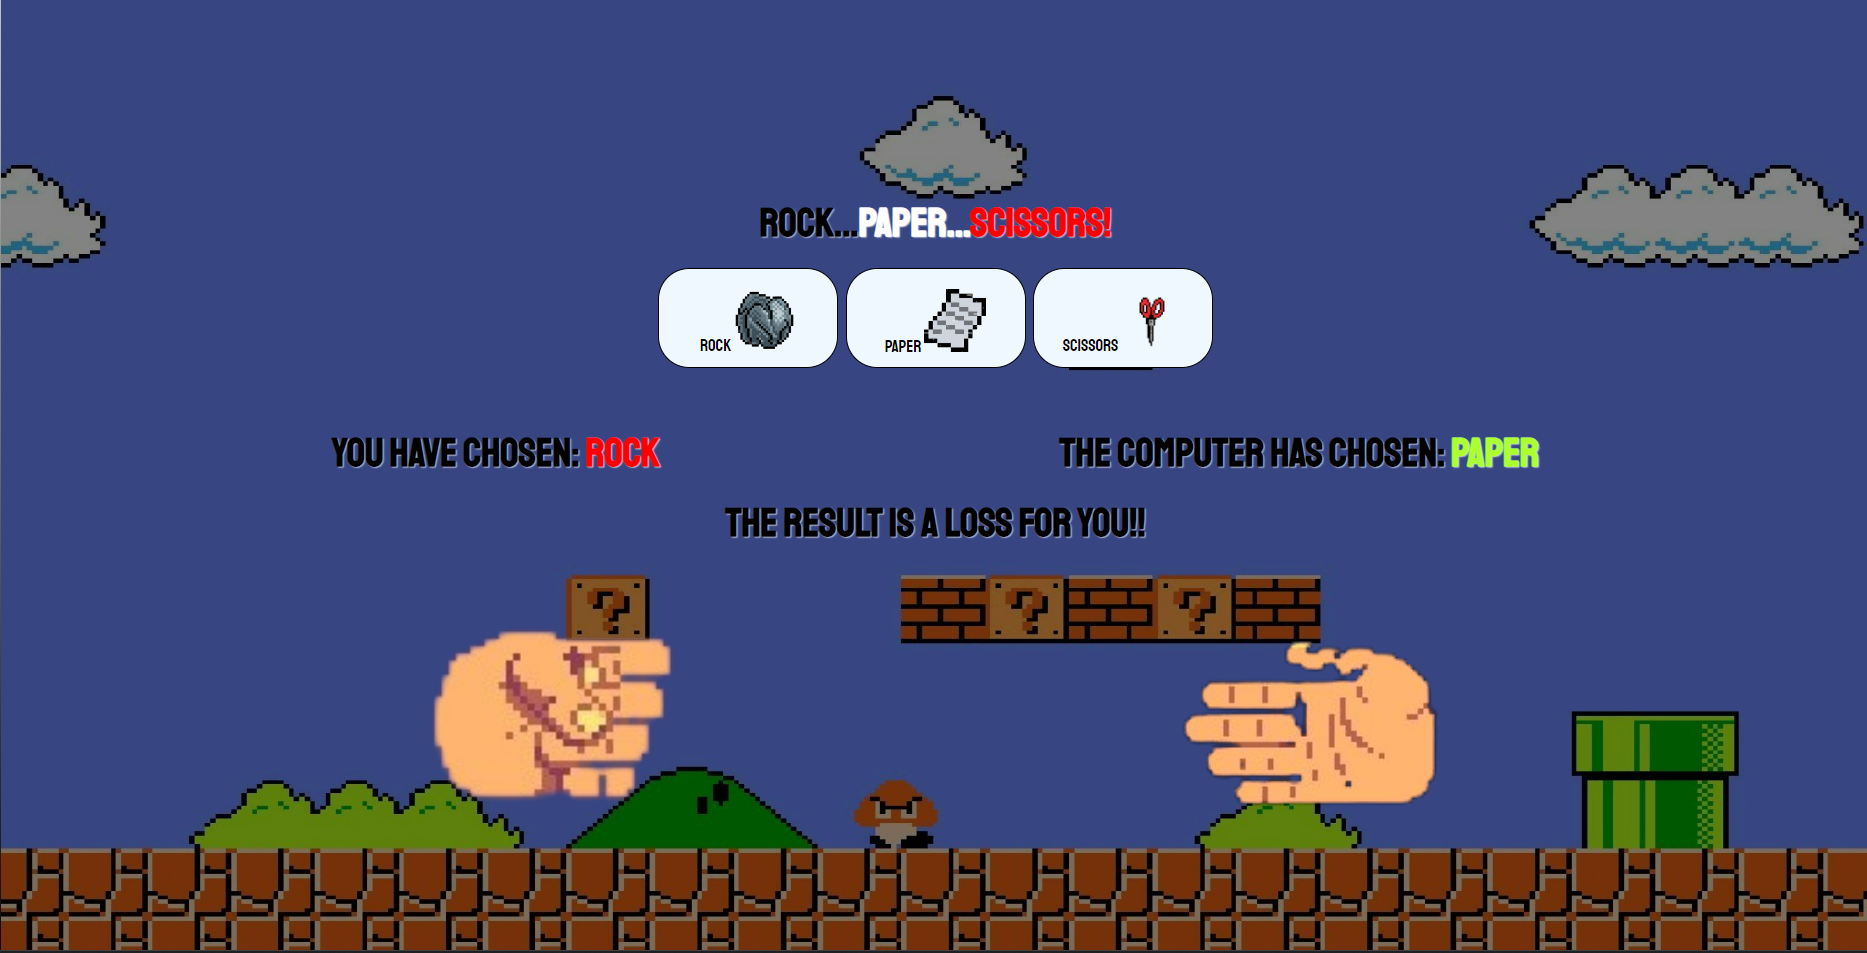 ROCK...PAPER...SCISSORS!
ROCK
PAPER
SCISSORS
YOU HAVE CHOSEN: ROCK
THE COMPUTER HAS CHOSEN: PAPER
THE RESULT IS A LOSS FOR YOU!!
? ? ?